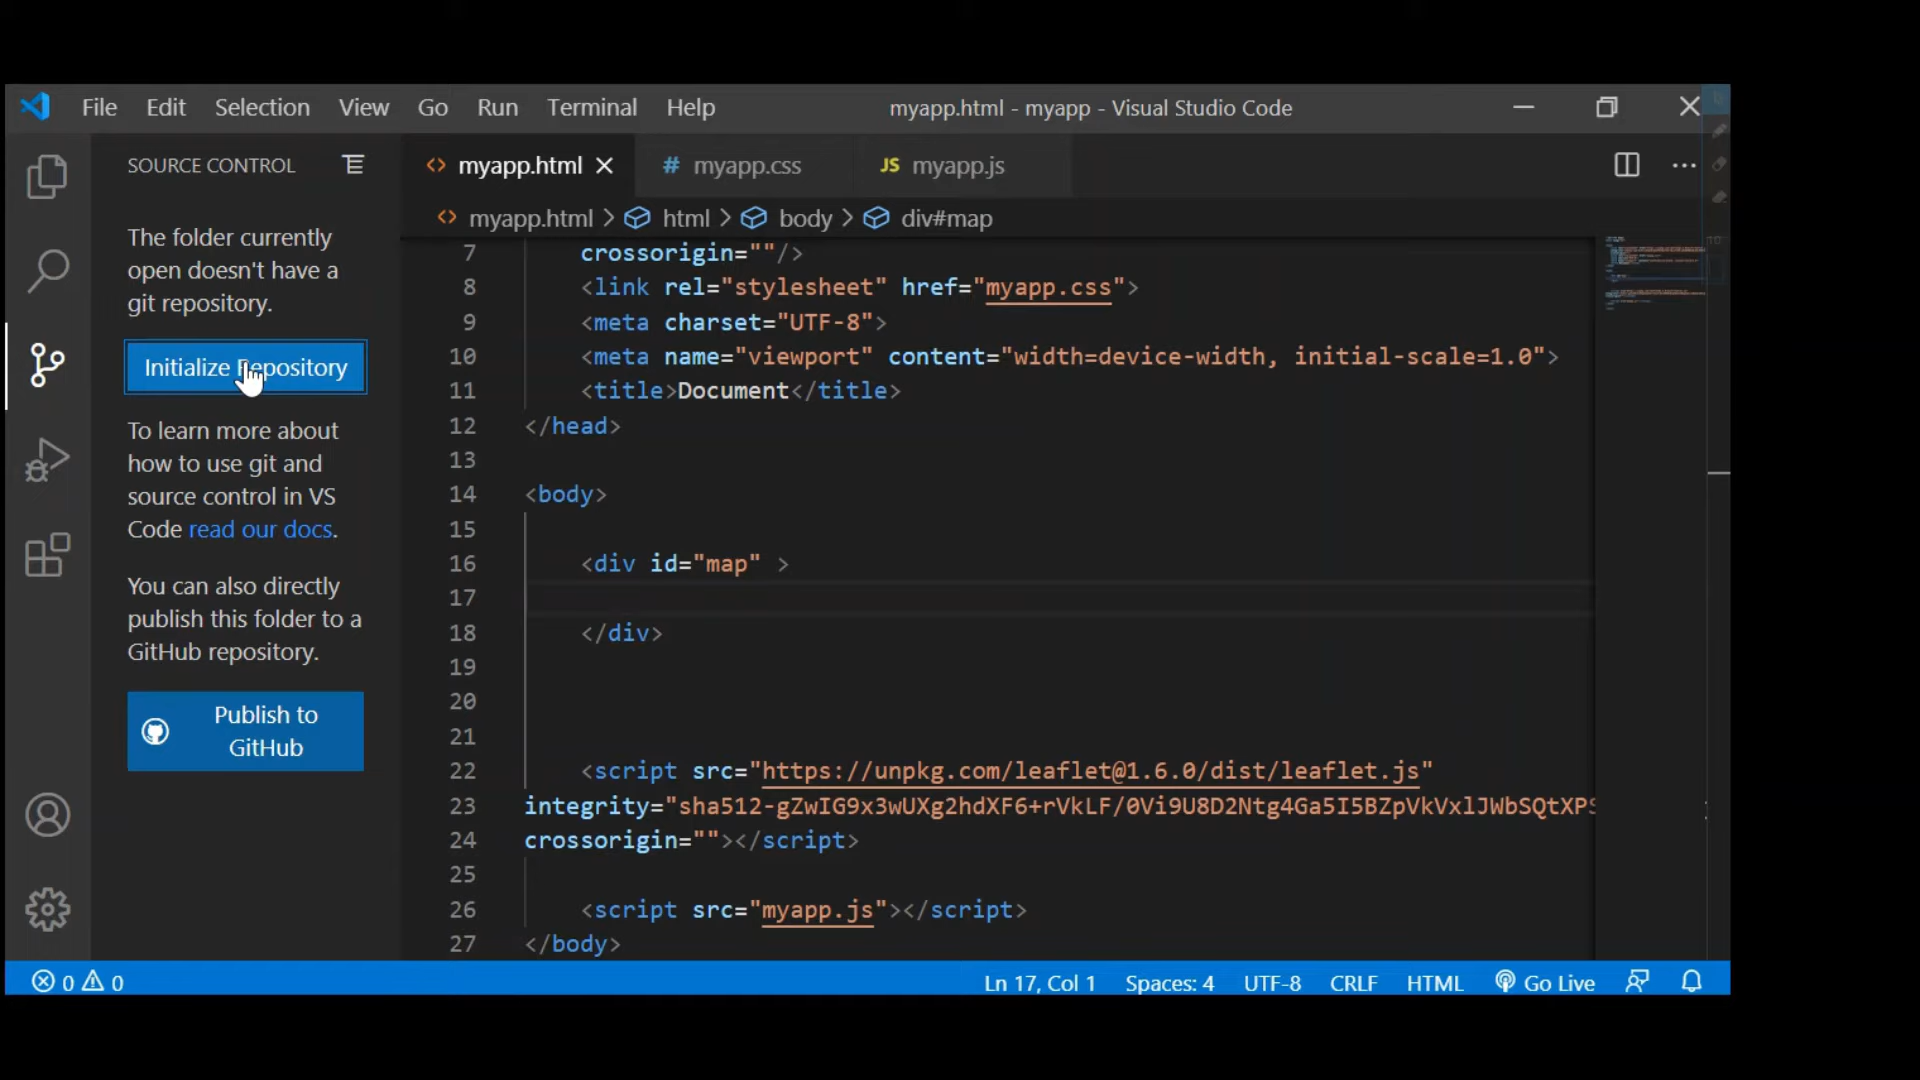 File Edit Selection View Go Run Terminal Help myapp.html - myapp - Visual Studio Code
SOURCE CONTROL
The folder currently
open doesn't have a
git repository.
Initialize Repository
To learn more about
how to use git and
source control in VS
Code read our docs.
You can also directly
publish this folder to a
GitHub repository.
Publish to
GitHub
<> myapp.html # myapp.css JS myapp.js
<> myapp.html > html > body > div#map
7 crossorigin=""/>
8 <link rel="stylesheet" href="myapp.css">
9 <meta charset="UTF-8">
10 <meta name="viewport" content="width=device-width, initial-scale=1.0">
11 <title>Document</title>
12 </head>
13
14 <body>
15
16 <div id="map" >
17
18 </div>
19
20
21
22 <script src="https://unpkg.com/leaflet@1.6.0/dist/leaflet.js"
23 integrity="sha512-gZwIG9x3wUXg2hdXF6+rVkLF/0Vi9U8D2Ntg4Ga5I5BZpVkVxlJWbSQtXPS
24 crossorigin=""></script>
25
26 <script src="myapp.js"></script>
27 </body>
0 0 Ln 17, Col 1 Spaces: 4 UTF-8 CRLF HTML Go Live